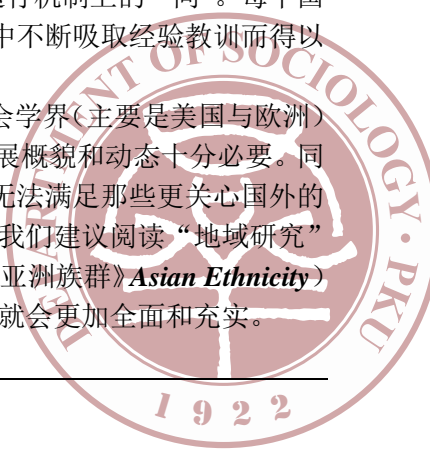 运行机制上的“同”。每个国
中不断吸取经验教训而得以
会学界（主要是美国与欧洲）
展概貌和动态十分必要。同
无法满足那些更关心国外的
我们建议阅读“地域研究”
亚洲族群》Asian Ethnicity）
就会更加全面和充实。
DEPARTMENT OF SOCIOLOGY · PKU
1922